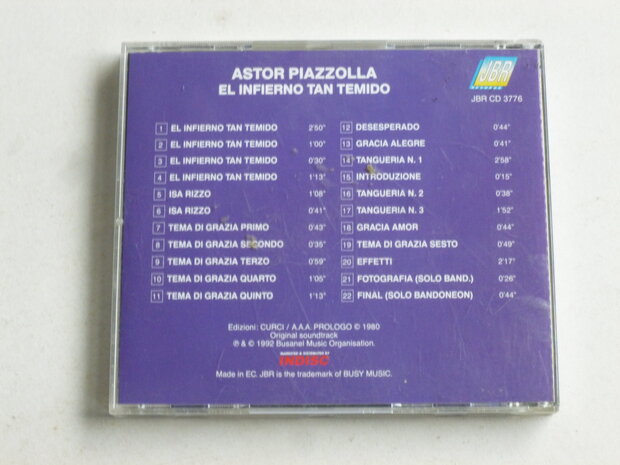 ASTOR PIAZZOLLA
EL INFIERNO TAN TEMIDO
JBR
RECORDS
JBR CD 3776
1 EL INFIERNO TAN TEMIDO 2'50"
2 EL INFIERNO TAN TEMIDO 1'00"
3 EL INFIERNO TAN TEMIDO 0'30"
4 EL INFIERNO TAN TEMIDO 1'13"
5 ISA RIZZO 1'08"
6 ISA RIZZO 0'41"
7 TEMA DI GRAZIA PRIMO 0'43"
8 TEMA DI GRAZIA SECONDO 0'35"
9 TEMA DI GRAZIA TERZO 0'59"
10 TEMA DI GRAZIA QUARTO 1'05"
11 TEMA DI GRAZIA QUINTO 1'13"
12 DESESPERADO 0'44"
13 GRACIA ALEGRE 0'41"
14 TANGUERIA N. 1 2'58"
15 INTRODUZIONE 0'15"
16 TANGUERIA N. 2 0'38"
17 TANGUERIA N. 3 1'52"
18 GRACIA AMOR 0'44"
19 TEMA DI GRAZIA SESTO 0'49"
20 EFFETTI 2'17"
21 FOTOGRAFIA (SOLO BAND.) 0'26"
22 FINAL (SOLO BANDONEON) 0'44"
Edizioni: CURCI / A.A.A. PROLOGO © 1980
Original soundtrack
℗ & © 1992 Busanel Music Organisation.
MARKETED & DISTRIBUTED BY
INDISC
Made in EC. JBR is the trademark of BUSY MUSIC.